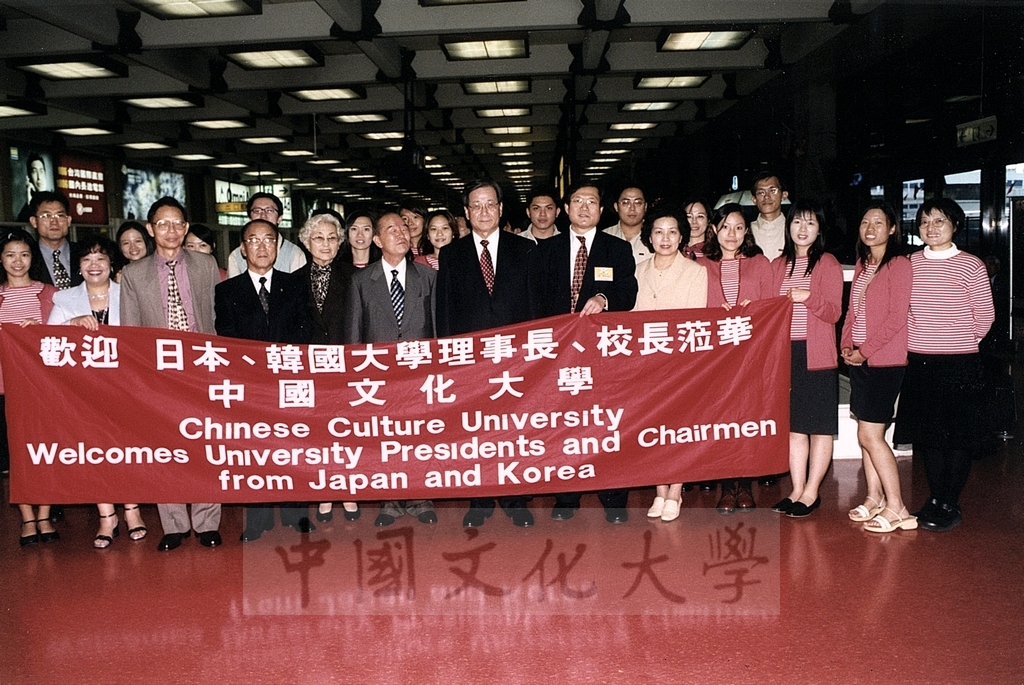 歡迎 日本、韓國大學理事長、校長蒞華
中國文化大學
Chinese Culture University
Welcomes University Presidents and Chairmen
from Japan and Korea
中國文化大學